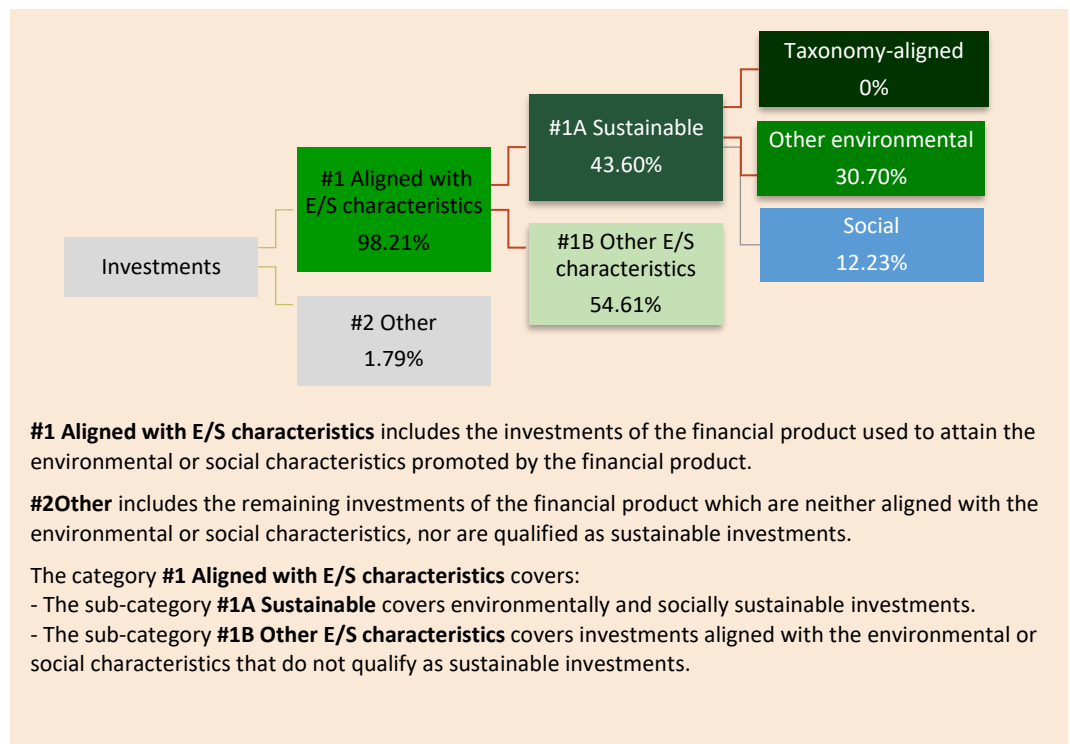 Investments
#1 Aligned with
E/S characteristics
98.21%
#2 Other
1.79%
#1A Sustainable
43.60%
#1B Other E/S
characteristics
54.61%
Taxonomy-aligned
0%
Other environmental
30.70%
Social
12.23%
#1 Aligned with E/S characteristics includes the investments of the financial product used to attain the
environmental or social characteristics promoted by the financial product.
#2Other includes the remaining investments of the financial product which are neither aligned with the
environmental or social characteristics, nor are qualified as sustainable investments.
The category #1 Aligned with E/S characteristics covers:
- The sub-category #1A Sustainable covers environmentally and socially sustainable investments.
- The sub-category #1B Other E/S characteristics covers investments aligned with the environmental or
social characteristics that do not qualify as sustainable investments.